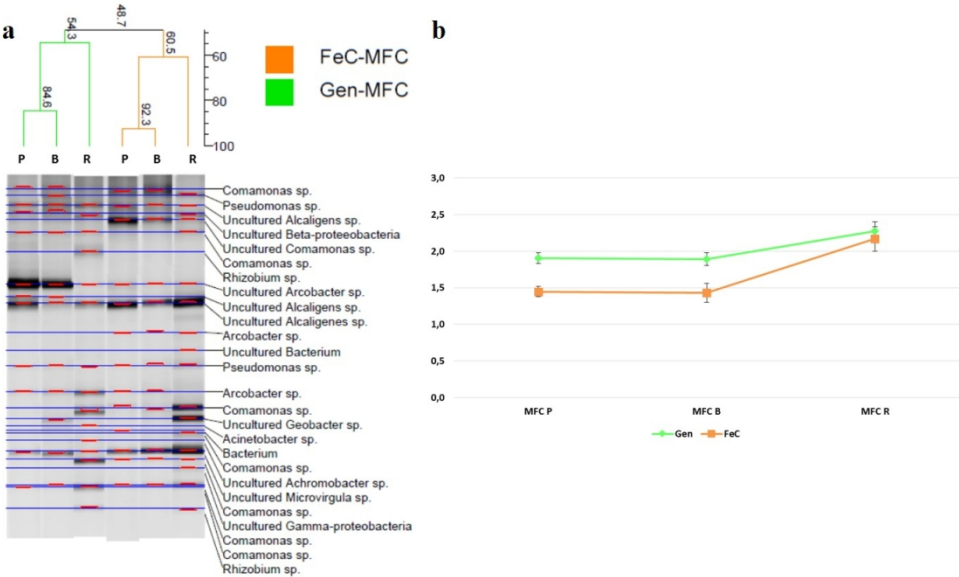 a
48.7
54.3
60.5
84.6
92.3
60
80
100
FeC-MFC
Gen-MFC
P B R P B R
Comamonas sp.
Pseudomonas sp.
Uncultured Alcaligens sp.
Uncultured Beta-proteeobacteria
Uncultured Comamonas sp.
Comamonas sp.
Rhizobium sp.
Uncultured Arcobacter sp.
Uncultured Alcaligens sp.
Uncultured Alcaligenes sp.
Arcobacter sp.
Uncultured Bacterium
Pseudomonas sp.
Arcobacter sp.
Comamonas sp.
Uncultured Geobacter sp.
Acinetobacter sp.
Bacterium
Comamonas sp.
Uncultured Achromobacter sp.
Uncultured Microvirgula sp.
Comamonas sp.
Uncultured Gamma-proteobacteria
Comamonas sp.
Comamonas sp.
Rhizobium sp.
b
3,0
2,5
2,0
1,5
1,0
0,5
0,0
MFC P MFC B MFC R
Gen FeC